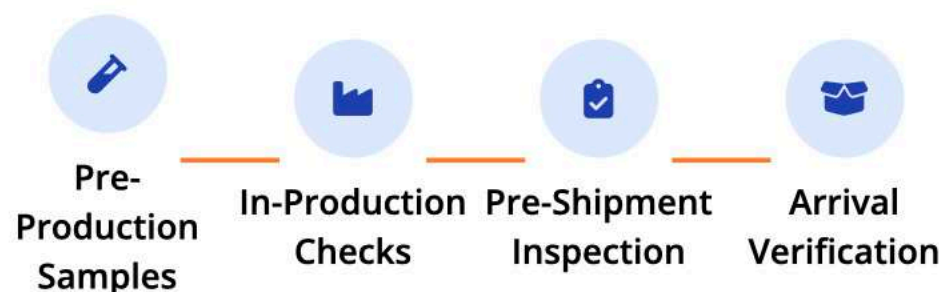 Pre-
Production
Samples
In-Production
Checks
Pre-Shipment
Inspection
Arrival
Verification